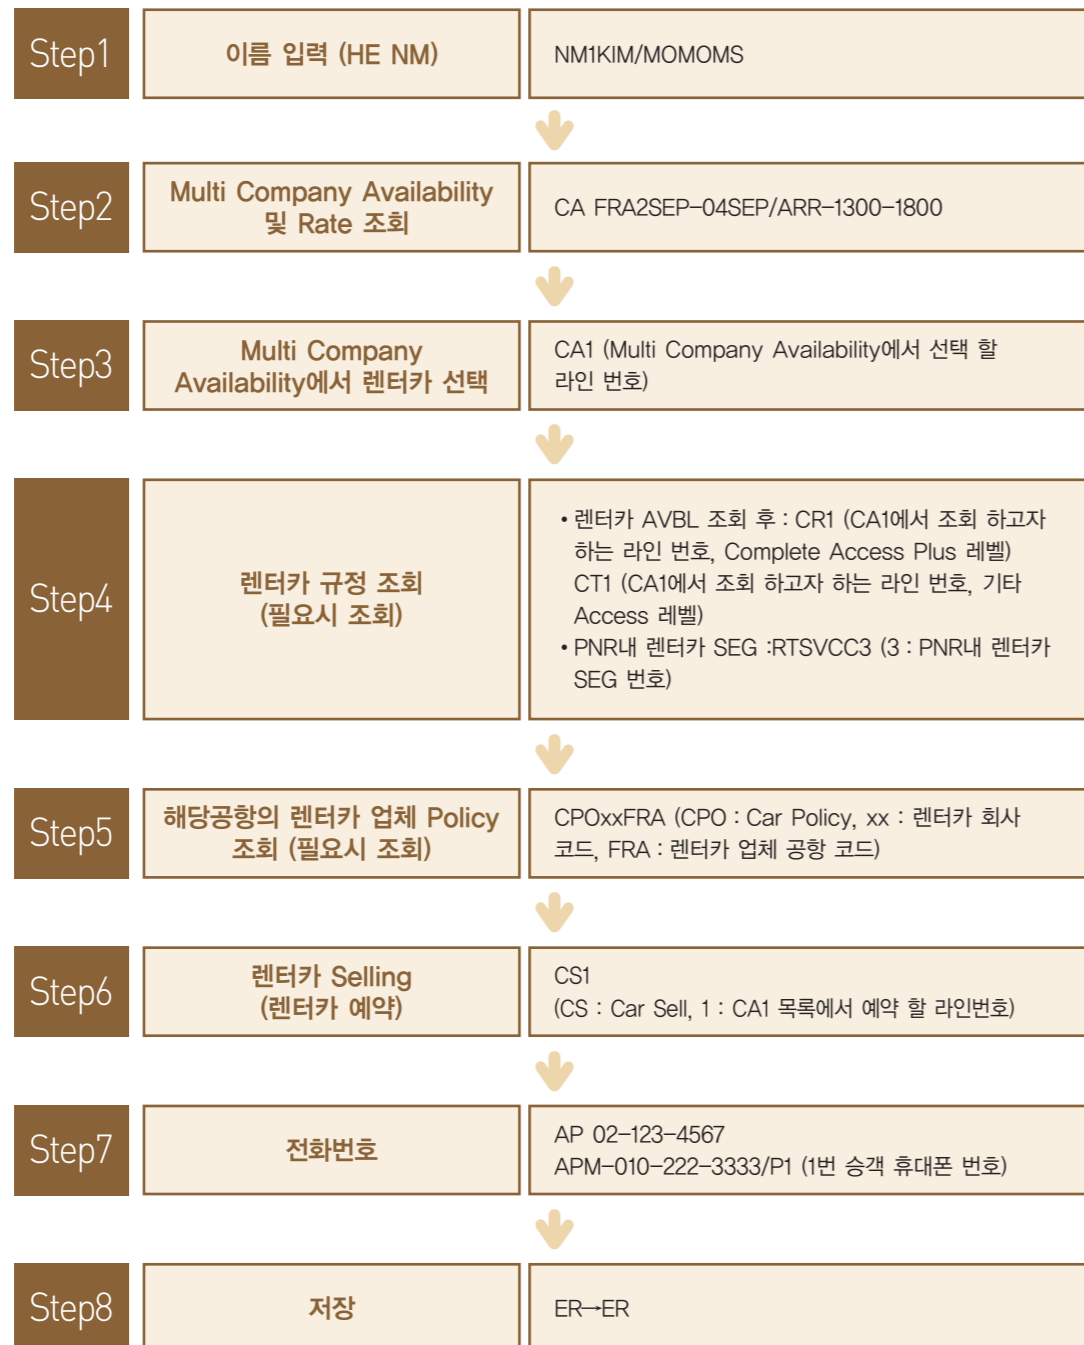 Step1
이름 입력 (HE NM)
NM1KIM/MOMOMS
Step2
Multi Company Availability
및 Rate 조회
CA FRA2SEP-04SEP/ARR-1300-1800
Step3
Multi Company
Availability에서 렌터카 선택
CA1 (Multi Company Availability에서 선택 할
라인 번호)
Step4
렌터카 규정 조회
(필요시 조회)
• 렌터카 AVBL 조회 후 : CR1 (CA1에서 조회 하고자
하는 라인 번호, Complete Access Plus 레벨)
CT1 (CA1에서 조회 하고자 하는 라인 번호, 기타
Access 레벨)
• PNR내 렌터카 SEG :RTSVCC3 (3 : PNR내 렌터카
SEG 번호)
Step5
해당공항의 렌터카 업체 Policy
조회 (필요시 조회)
CPOxxFRA (CPO : Car Policy, xx : 렌터카 회사
코드, FRA : 렌터카 업체 공항 코드)
Step6
렌터카 Selling
(렌터카 예약)
CS1
(CS : Car Sell, 1 : CA1 목록에서 예약 할 라인번호)
Step7
전화번호
AP 02-123-4567
APM-010-222-3333/P1 (1번 승객 휴대폰 번호)
Step8
저장
ER→ER